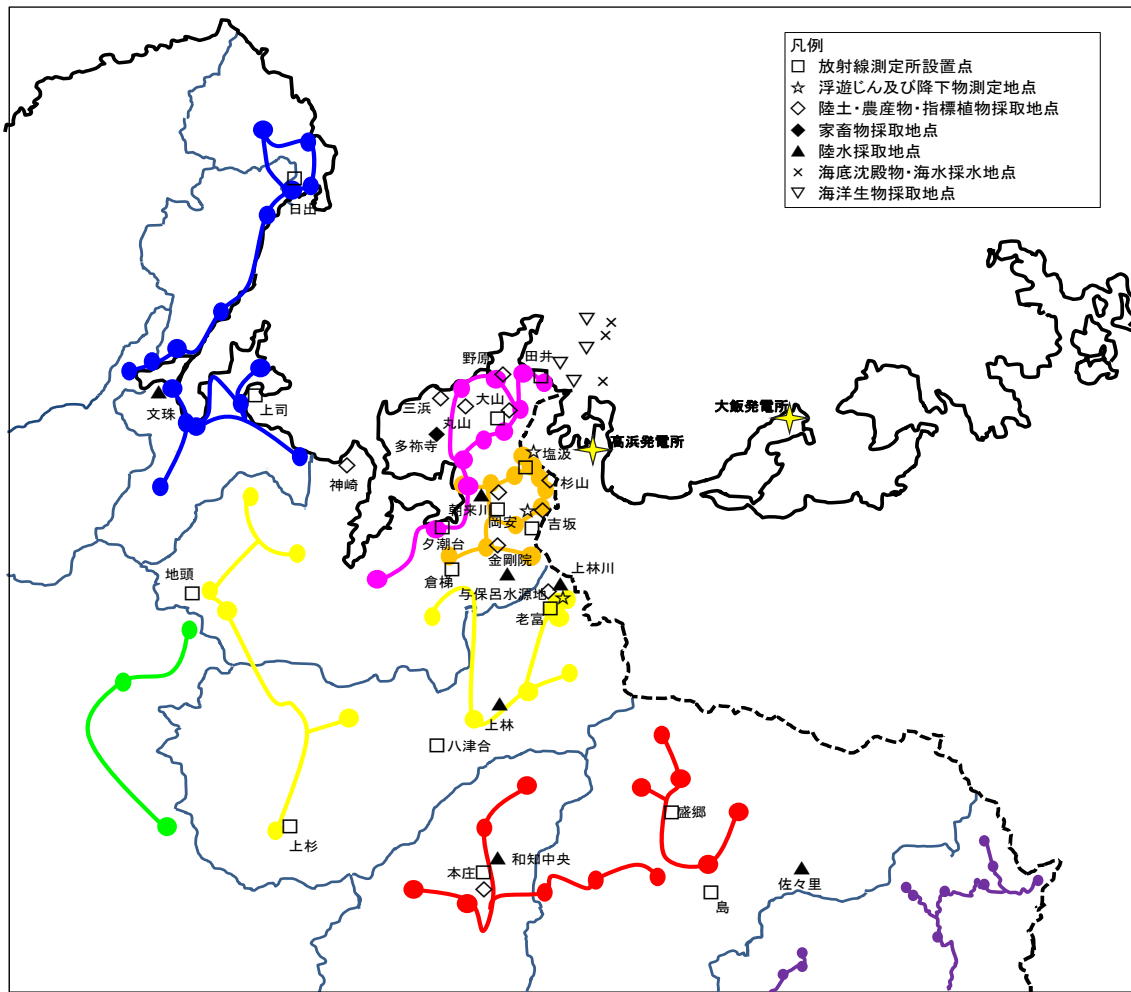 凡例
□ 放射線測定所設置点
☆ 浮遊じん及び降下物測定地点
◇ 陸土・農産物・指標植物採取地点
◆ 家畜物採取地点
▲ 陸水採取地点
× 海底沈殿物・海水採水地点
▽ 海洋生物採取地点
日出
野原
田井
三浜
大山
丸山
文珠
上司
多祢寺
大飯発電所
高浜発電所
塩汲
神崎
杉山
朝来川
岡安
吉坂
夕潮台
金剛院
倉梯
上林川
地頭
与保呂水源地
老富
上林
八津合
盛郷
上杉
和知中央
本庄
佐々里
島